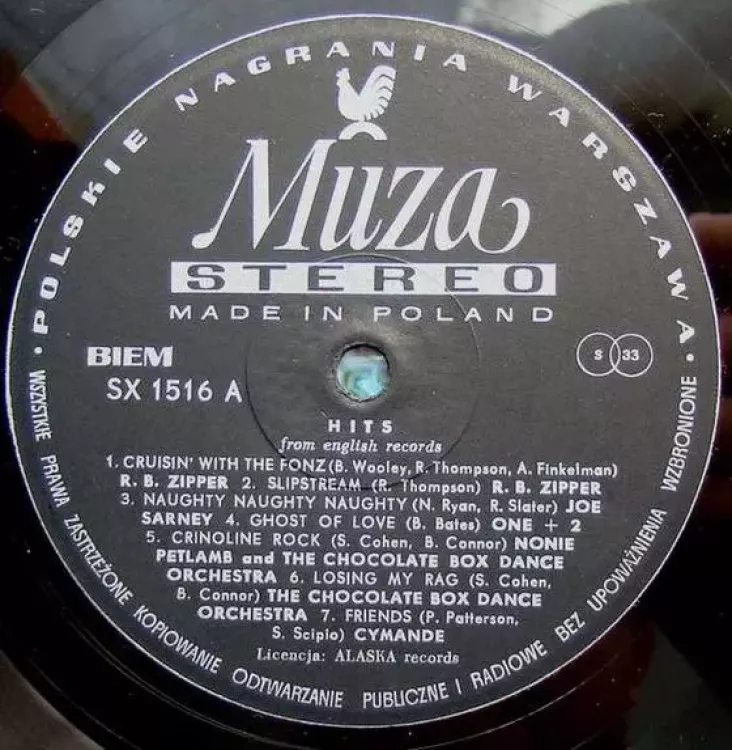 • POLSKIE NAGRANIA WARSZAWA •
Muza
STEREO
MADE IN POLAND
BIEM
SX 1516 A
S 33
HITS
from english records
1. CRUISIN' WITH THE FONZ (B. Wooley, R. Thompson, A. Finkelman)
R. B. ZIPPER 2. SLIPSTREAM (R. Thompson) R. B. ZIPPER
3. NAUGHTY NAUGHTY NAUGHTY (N. Ryan, R. Slater) JOE
SARNEY 4. GHOST OF LOVE (B. Bates) ONE + 2
5. CRINOLINE ROCK (S. Cohen, B. Connor) NONIE
PETLAMB and THE CHOCOLATE BOX DANCE
ORCHESTRA 6. LOSING MY RAG (S. Cohen,
B. Connor) THE CHOCOLATE BOX DANCE
ORCHESTRA 7. FRIENDS (P. Patterson,
S. Scipio) CYMANDE
Licencja: ALASKA records
WSZYSTKIE PRAWA ZASTRZEŻONE KOPIOWANIE ODTWARZANIE PUBLICZNE I RADIOWE BEZ UPOWAŻNIENIA WZBRONIONE